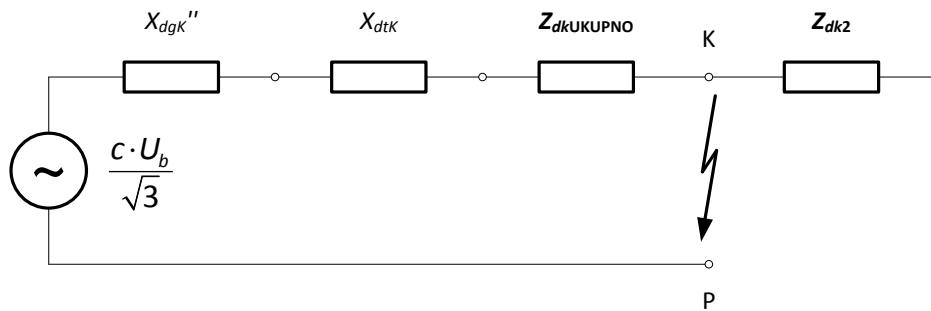 X_dgK'' X_dtK Z_dkUKUPNO K Z_dk2
~ c · U_b / √3
P